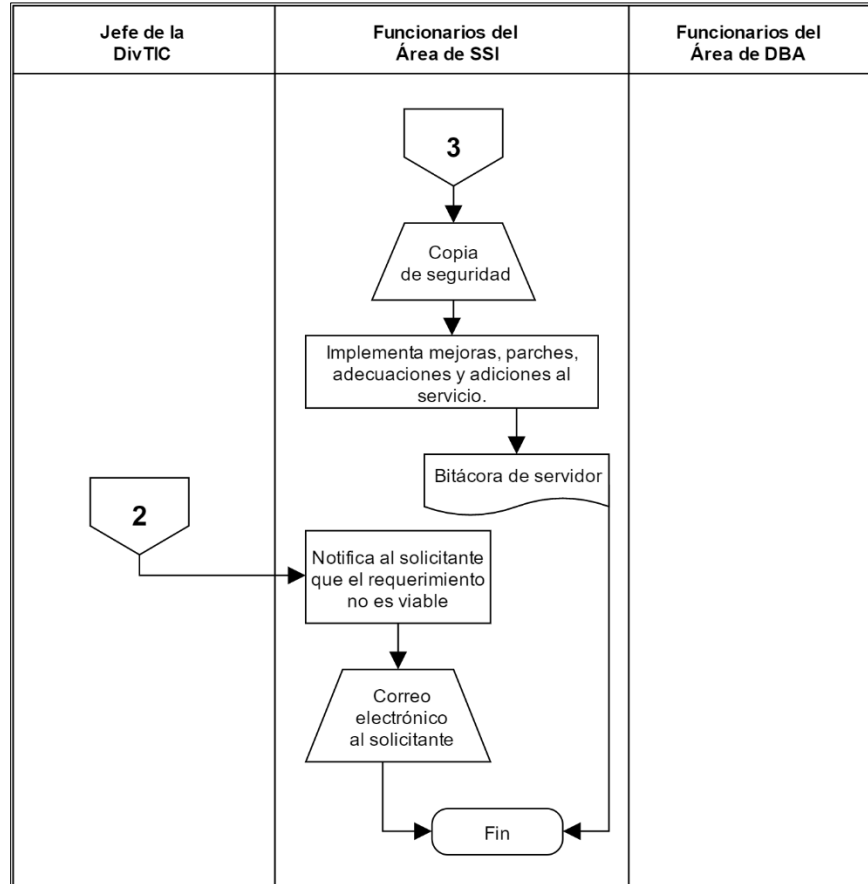 Jefe de la
DivTIC
Funcionarios del
Área de SSI
Funcionarios del
Área de DBA
3
Copia
de seguridad
Implementa mejoras, parches,
adecuaciones y adiciones al
servicio.
Bitácora de servidor
2
Notifica al solicitante
que el requerimiento
no es viable
Correo
electrónico
al solicitante
Fin